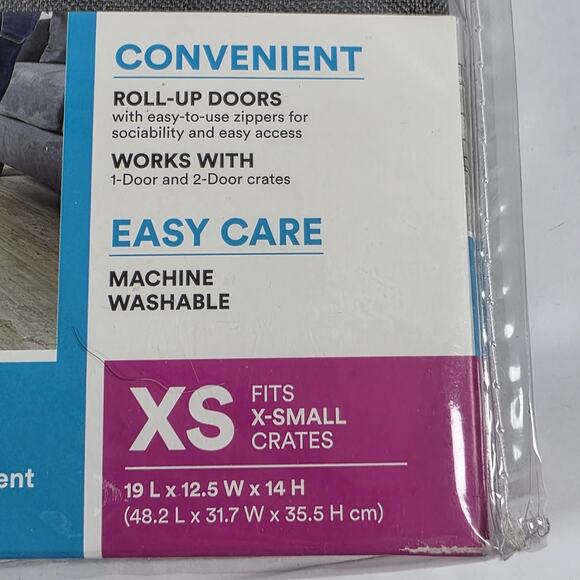 CONVENIENT
ROLL-UP DOORS
with easy-to-use zippers for
sociability and easy access
WORKS WITH
1-Door and 2-Door crates
EASY CARE
MACHINE
WASHABLE
XS
FITS
X-SMALL
CRATES
19 L x 12.5 W x 14 H
(48.2 L x 31.7 W x 35.5 H cm)
ent